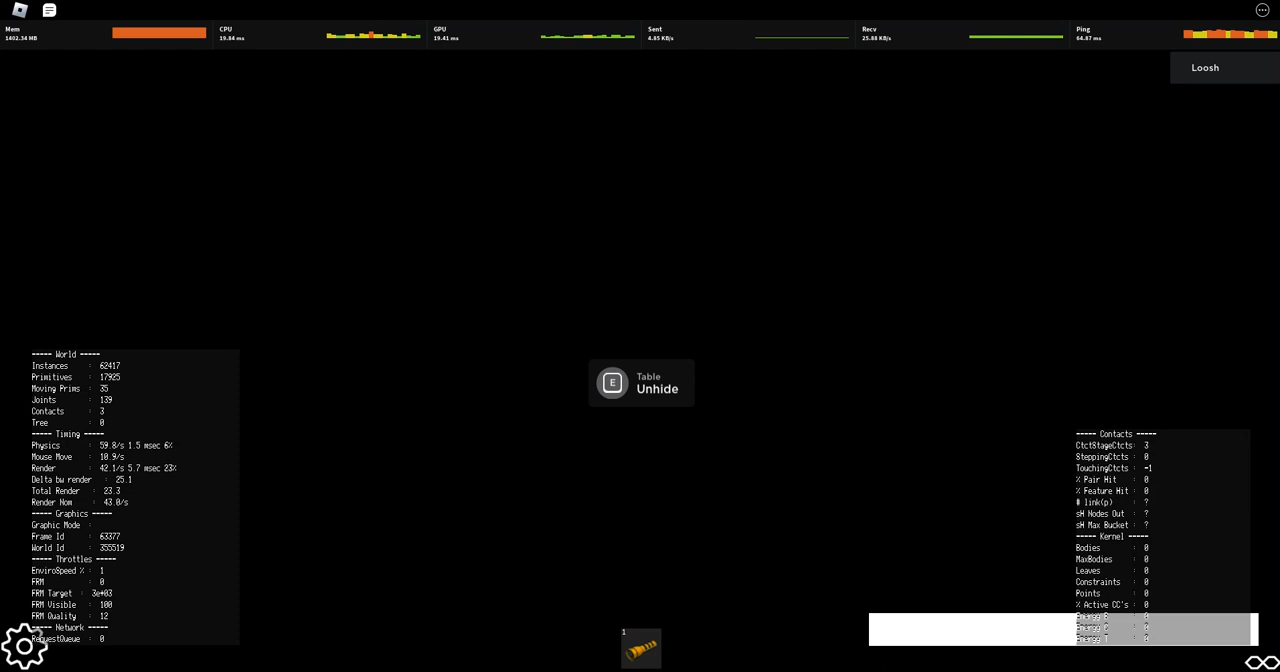 Mem
1402.34 MB
CPU
19.84 ms
GPU
19.41 ms
Sent
4.85 KB/s
Recv
25.88 KB/s
Ping
64.87 ms
Loosh
----- World -----
Instances : 62417
Primitives : 17925
Moving Prims : 35
Joints : 139
Contacts : 3
Tree : 0
----- Timing -----
Physics : 59.8/s 1.5 msec 6%
Mouse Move : 10.9/s
Render : 42.1/s 5.7 msec 23%
Delta bw render : 25.1
Total Render : 23.3
Render Nom : 43.0/s
----- Graphics -----
Graphic Mode :
Frame Id : 63377
World Id : 355519
----- Throttles -----
EnviroSpeed % : 1
FRM : 0
FRM Target : 3e+03
FRM Visible : 100
FRM Quality : 12
----- Network -----
RequestQueue : 0
E
Table
Unhide
1
----- Contacts -----
CtctStageCtcts : 3
SteppingCtcts : 0
TouchingCtcts : -1
% Pair Hit : 0
% Feature Hit : 0
# link(p) : ?
sH Nodes Out : ?
sH Max Bucket : ?
----- Kernel -----
Bodies : 0
MaxBodies : 0
Leaves : 0
Constraints : 0
Points : 0
% Active CC's : 0
Energy B : 0
Energy C : 0
Energy T : 0